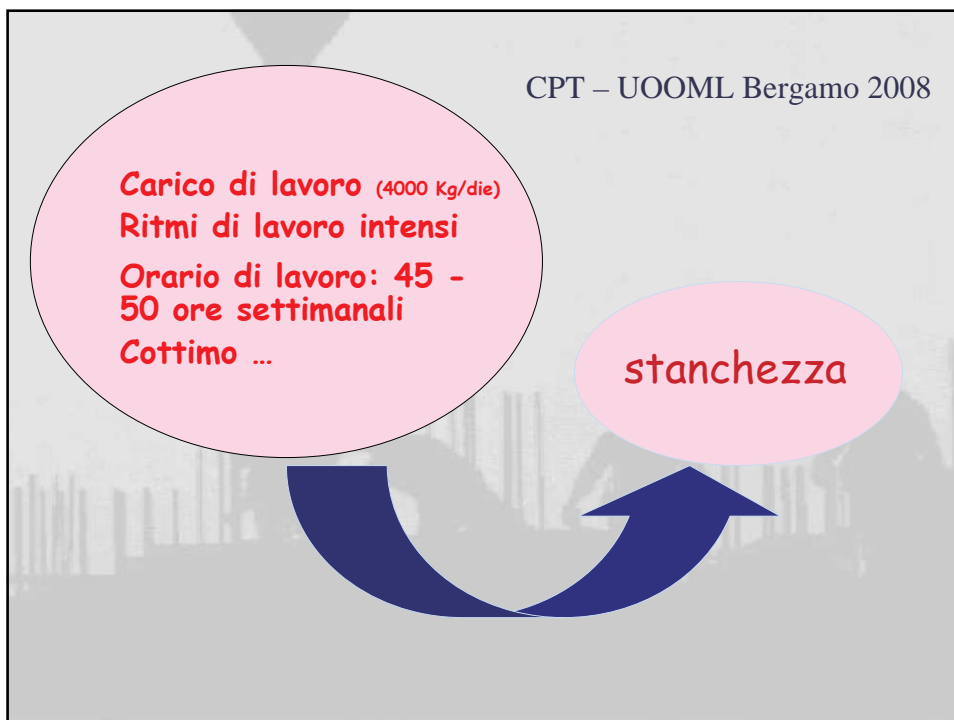 CPT – UOOML Bergamo 2008
Carico di lavoro (4000 Kg/die)
Ritmi di lavoro intensi
Orario di lavoro: 45 -
50 ore settimanali
Cottimo …
stanchezza